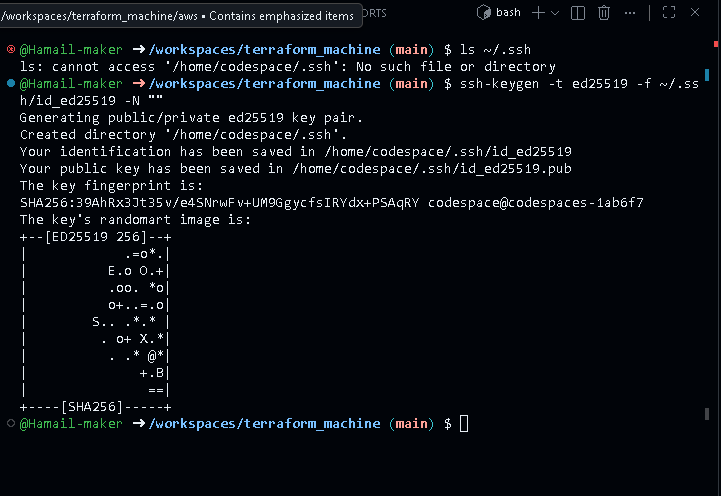 /workspaces/terraform_machine/aws • Contains emphasized items
ORTS
bash
@Hamail-maker ➜/workspaces/terraform_machine (main) $ ls ~/.ssh
ls: cannot access '/home/codespace/.ssh': No such file or directory
@Hamail-maker ➜/workspaces/terraform_machine (main) $ ssh-keygen -t ed25519 -f ~/.ss
h/id_ed25519 -N ""
Generating public/private ed25519 key pair.
Created directory '/home/codespace/.ssh'.
Your identification has been saved in /home/codespace/.ssh/id_ed25519
Your public key has been saved in /home/codespace/.ssh/id_ed25519.pub
The key fingerprint is:
SHA256:39AhRx3Jt35v/e4SNrwFv+UM9GgycfsIRYdx+PSAqRY codespace@codespaces-1ab6f7
The key's randomart image is:
+--[ED25519 256]--+
|            .=o*.|
|          E.o O.+|
|          .oo. *o|
|          o+..=.o|
|        S.. .*.* |
|         . o+ X.*|
|          . .* @*|
|              +.B|
|               ==|
+----[SHA256]-----+
@Hamail-maker ➜/workspaces/terraform_machine (main) $